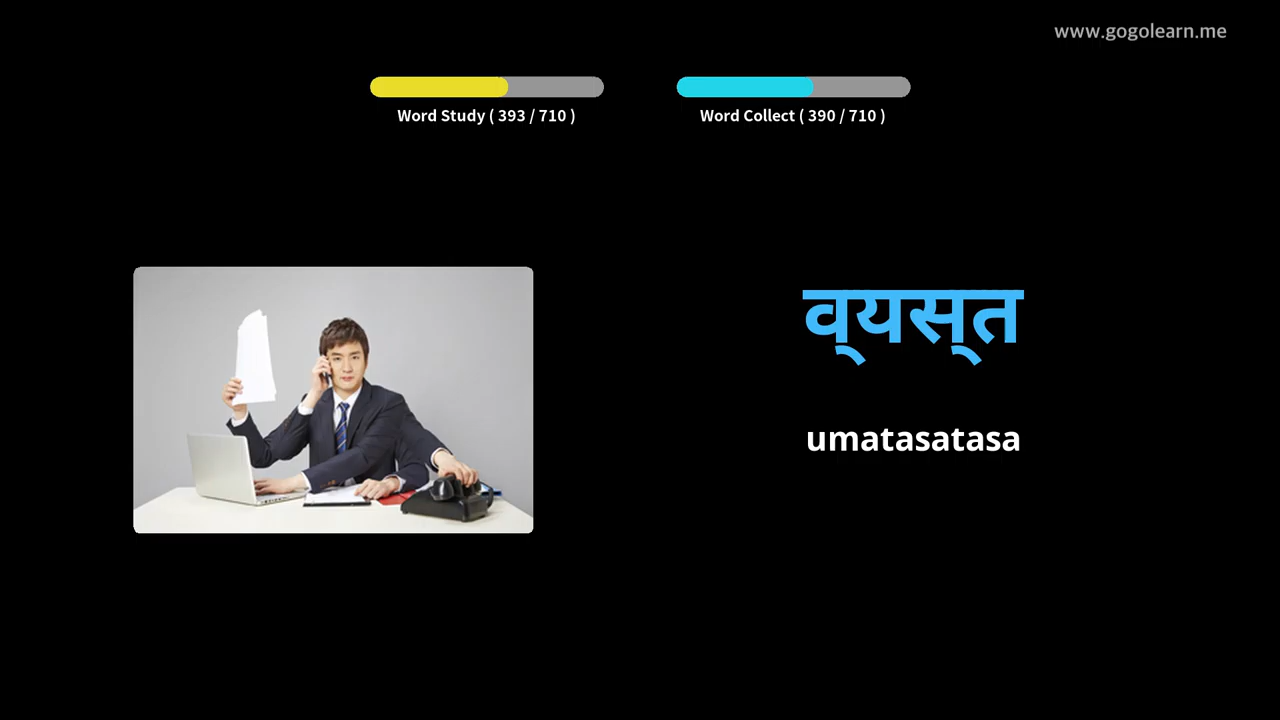 www.gogolearn.me
Word Study ( 393 / 710 )
Word Collect ( 390 / 710 )
व्‌यस्‌त
umatasatasa